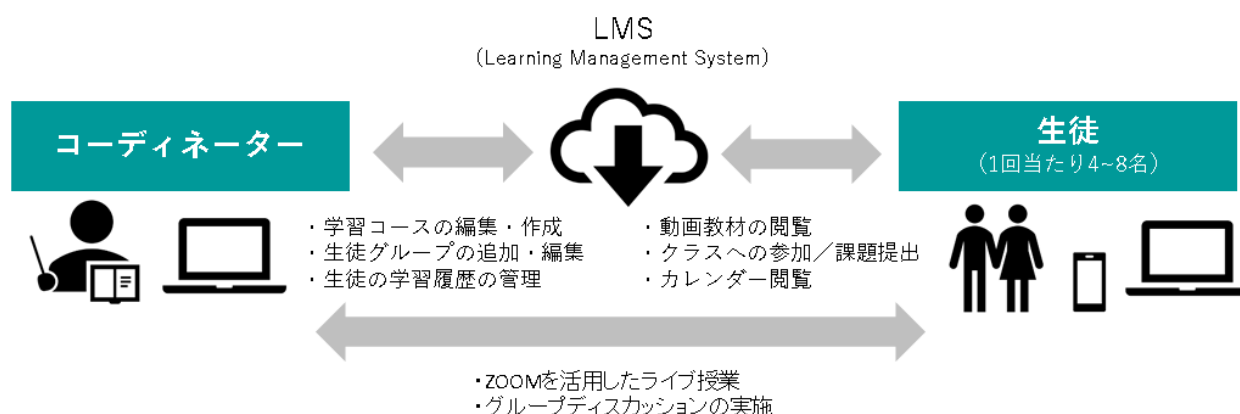 LMS
(Learning Management System)
コーディネーター
生徒
(1回当たり4~8名)
・学習コースの編集・作成
・生徒グループの追加・編集
・生徒の学習履歴の管理
・動画教材の閲覧
・クラスへの参加／課題提出
・カレンダー閲覧
・ZOOMを活用したライブ授業
・グループディスカッションの実施